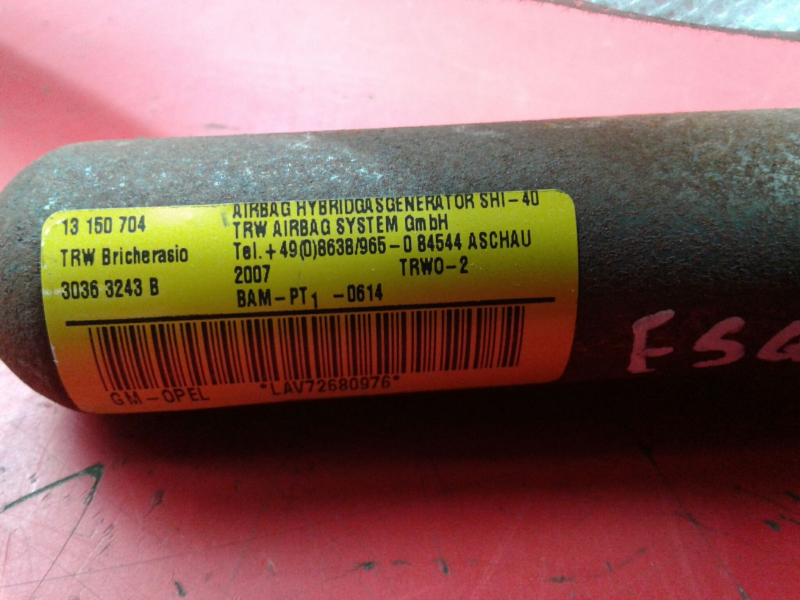 13 150 704
TRW Bricherasio
3036 3243 B
AIRBAG HYBRIDGASGENERATOR SHI-40
TRW AIRBAG SYSTEM GmbH
Tel.+49(0)8638/965-0 84544 ASCHAU
2007 TRWO-2
BAM-PT1 -0614
GM-OPEL *LAV72680976*